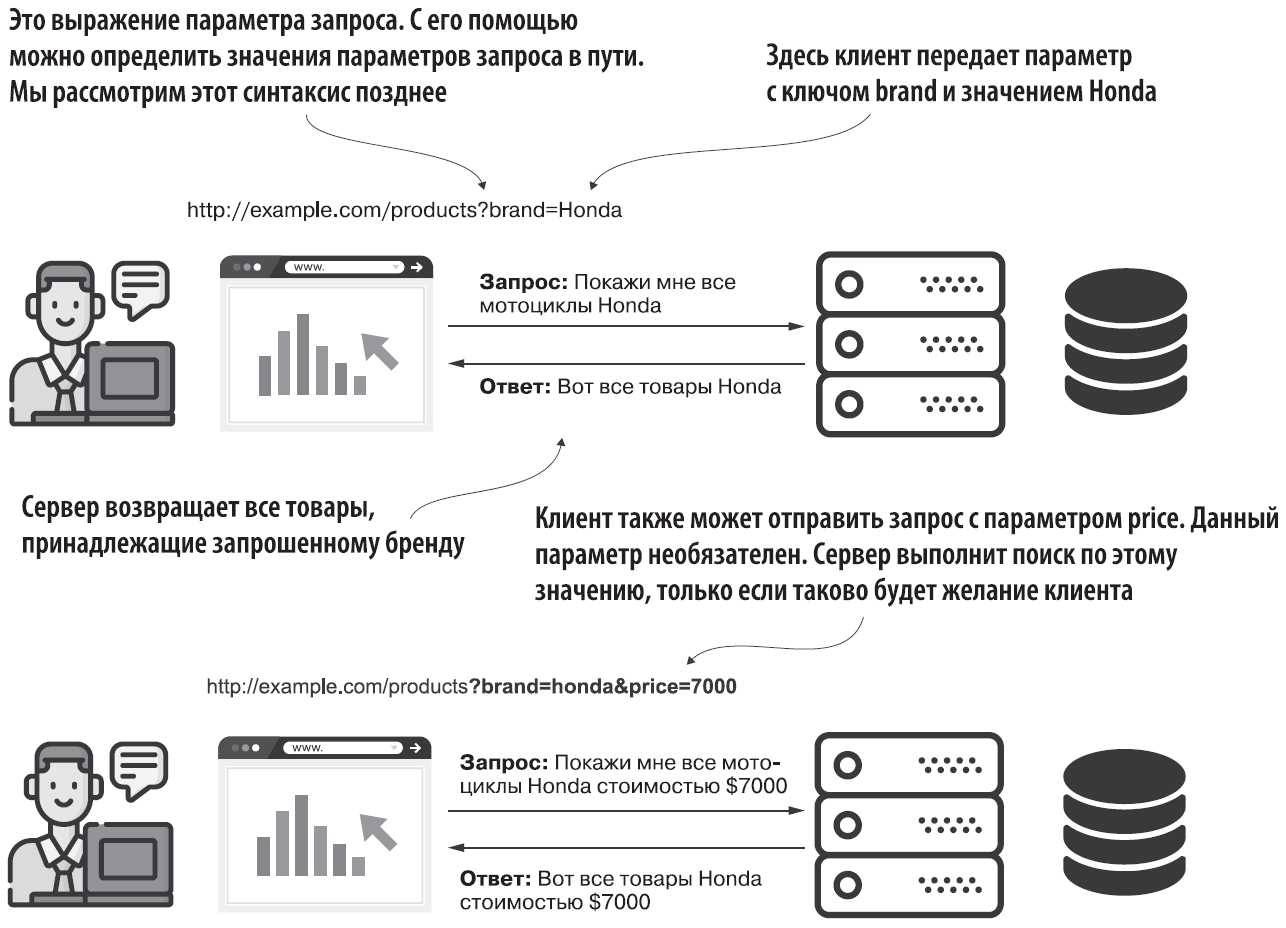 Это выражение параметра запроса. С его помощью
можно определить значения параметров запроса в пути.
Мы рассмотрим этот синтаксис позднее
Здесь клиент передает параметр
с ключом brand и значением Honda
http://example.com/products?brand=Honda
www.
Запрос: Покажи мне все
мотоциклы Honda
Ответ: Вот все товары Honda
Сервер возвращает все товары,
принадлежащие запрошенному бренду
Клиент также может отправить запрос с параметром price. Данный
параметр необязателен. Сервер выполнит поиск по этому
значению, только если таково будет желание клиента
http://example.com/products?brand=honda&price=7000
www.
Запрос: Покажи мне все мото-
циклы Honda стоимостью $7000
Ответ: Вот все товары Honda
стоимостью $7000